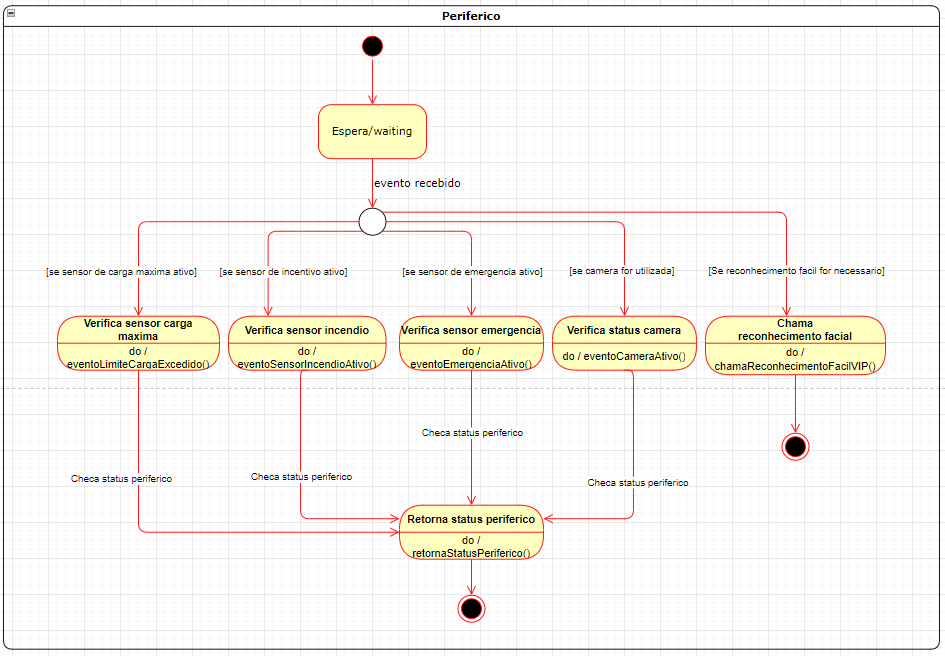 Periferico
Espera/waiting
evento recebido
[se sensor de carga maxima ativo]
[se sensor de incentivo ativo]
[se sensor de emergencia ativo]
[se camera for utilizada]
[Se reconhecimento facil for necessario]
Verifica sensor carga
maxima
do /
eventoLimiteCargaExcedido()
Verifica sensor incendio
do /
eventoSensorIncendioAtivo()
Verifica sensor emergencia
do /
eventoEmergenciaAtivo()
Verifica status camera
do / eventoCameraAtivo()
Chama
reconhecimento facial
do /
chamaReconhecimentoFacilVIP()
Checa status periferico
Checa status periferico
Checa status periferico
Checa status periferico
Retorna status periferico
do /
retornaStatusPeriferico()